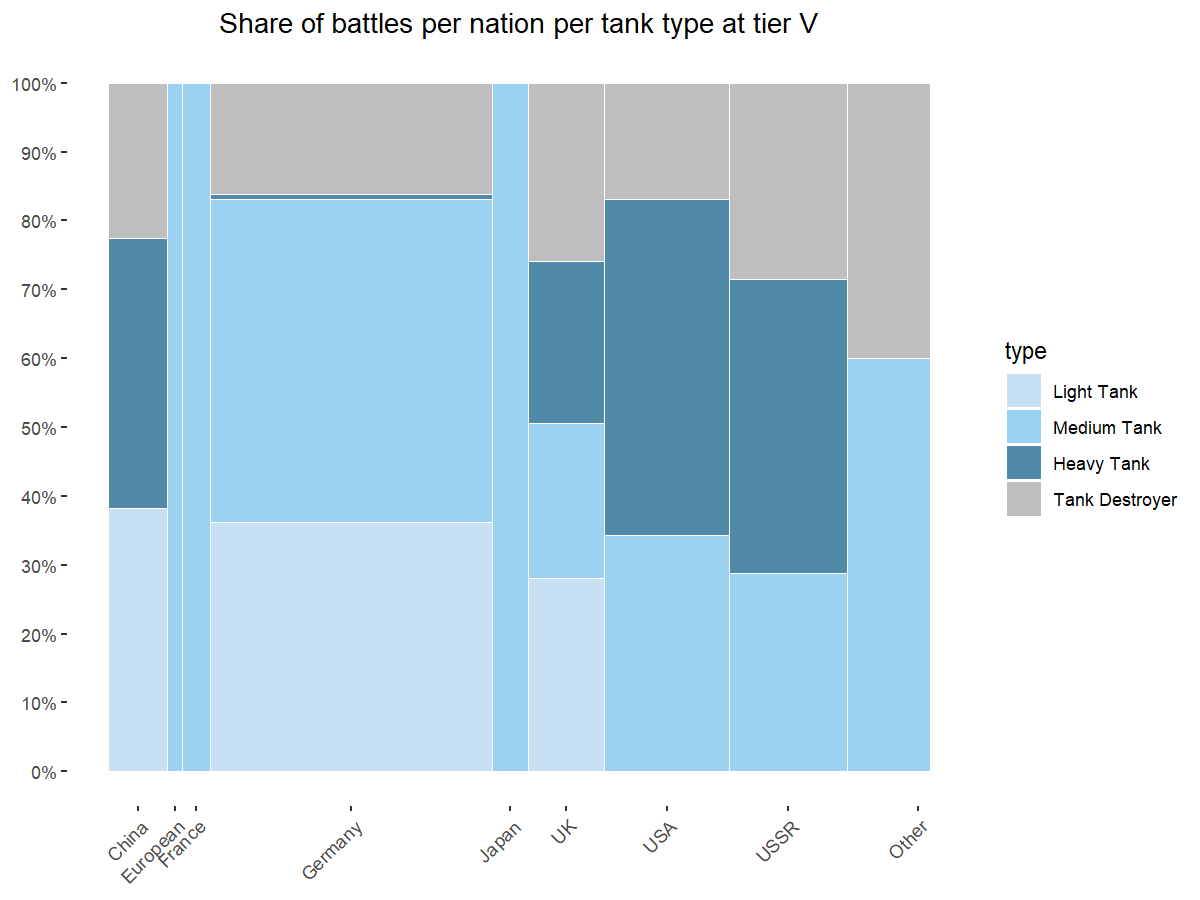 Share of battles per nation per tank type at tier V
100%
90%
80%
70%
60%
50%
40%
30%
20%
10%
0%
China
European
France
Germany
Japan
UK
USA
USSR
Other
type
Light Tank
Medium Tank
Heavy Tank
Tank Destroyer